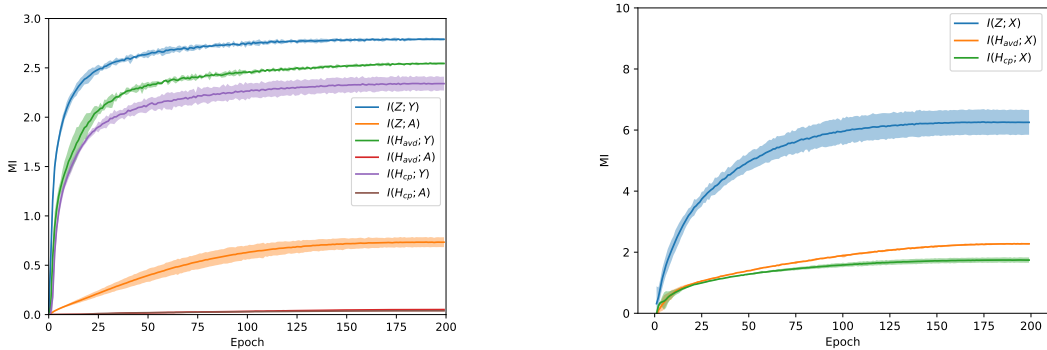 3.0
2.5
2.0
1.5
1.0
0.5
0.0
MI
0 25 50 75 100 125 150 175 200
Epoch
I(Z; Y)
I(Z; A)
I(H_avd; Y)
I(H_avd; A)
I(H_cp; Y)
I(H_cp; A)
10
8
6
4
2
0
MI
0 25 50 75 100 125 150 175 200
Epoch
I(Z; X)
I(H_avd; X)
I(H_cp; X)